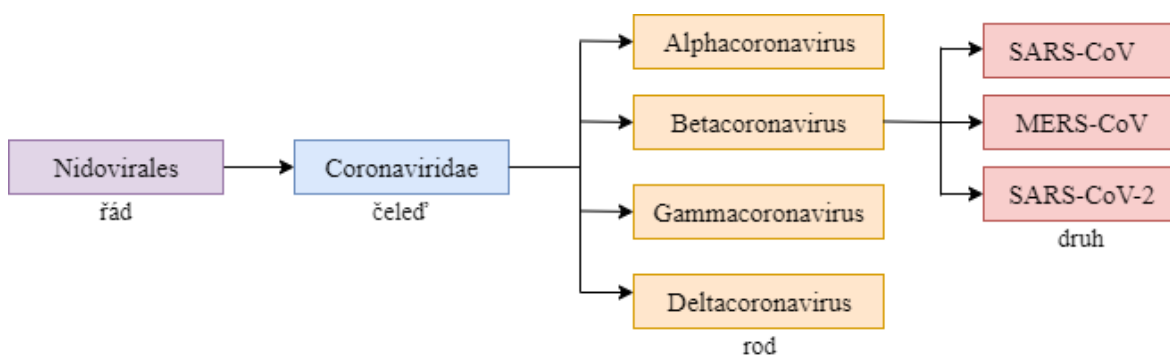 Nidovirales
řád
Coronaviridae
čeleď
Alphacoronavirus
Betacoronavirus
Gammacoronavirus
Deltacoronavirus
rod
SARS-CoV
MERS-CoV
SARS-CoV-2
druh